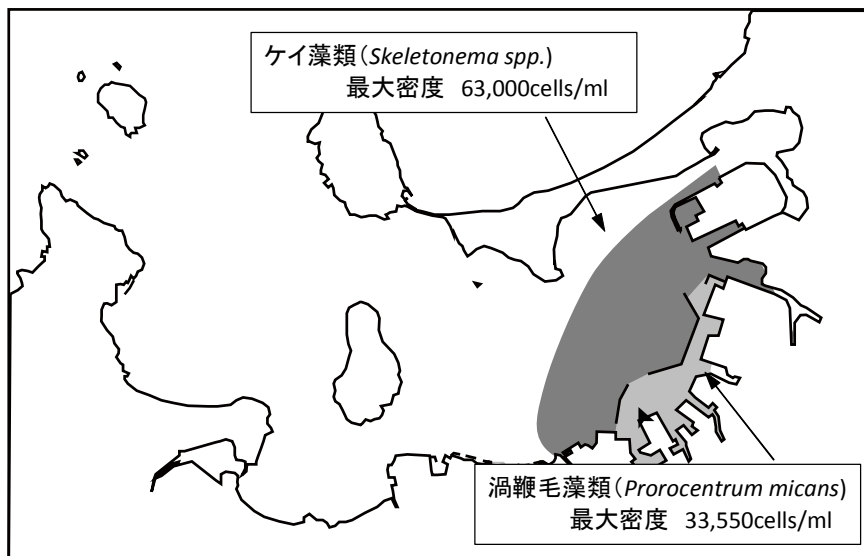 ケイ藻類(Skeletonema spp.)
最大密度 63,000cells/ml
渦鞭毛藻類(Prorocentrum micans)
最大密度 33,550cells/ml